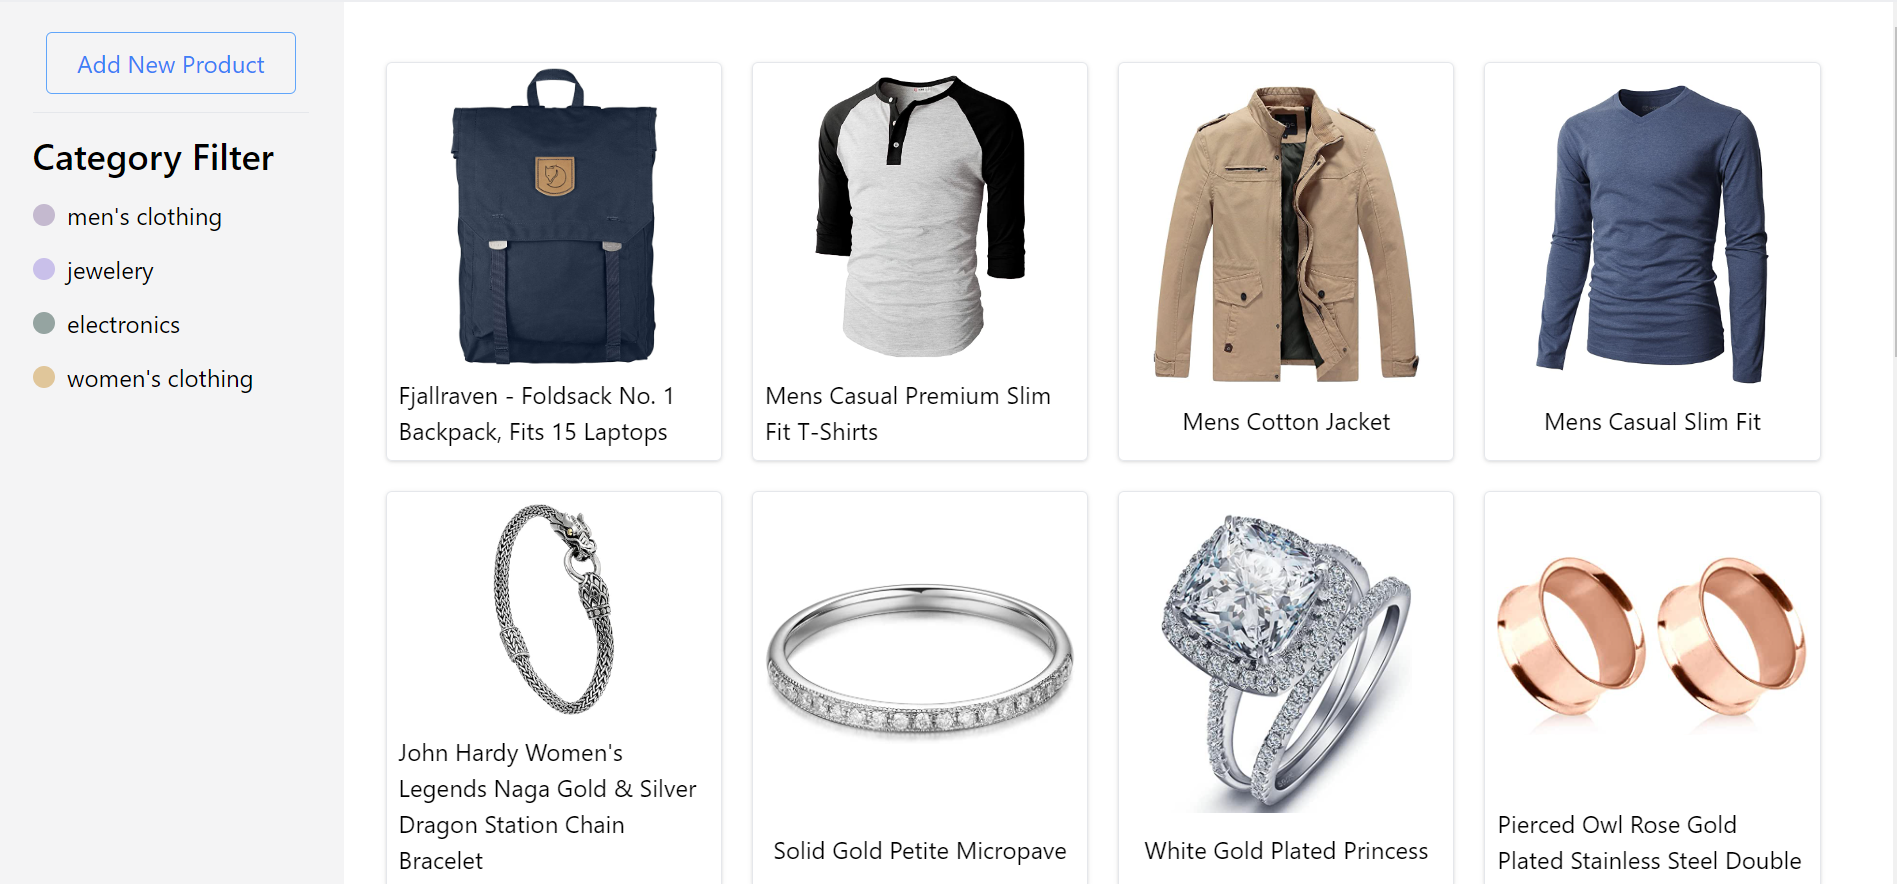 Add New Product
Category Filter
men's clothing
jewelery
electronics
women's clothing
Fjallraven - Foldsack No. 1
Backpack, Fits 15 Laptops
Mens Casual Premium Slim
Fit T-Shirts
Mens Cotton Jacket
Mens Casual Slim Fit
John Hardy Women's
Legends Naga Gold & Silver
Dragon Station Chain
Bracelet
Solid Gold Petite Micropave
White Gold Plated Princess
Pierced Owl Rose Gold
Plated Stainless Steel Double